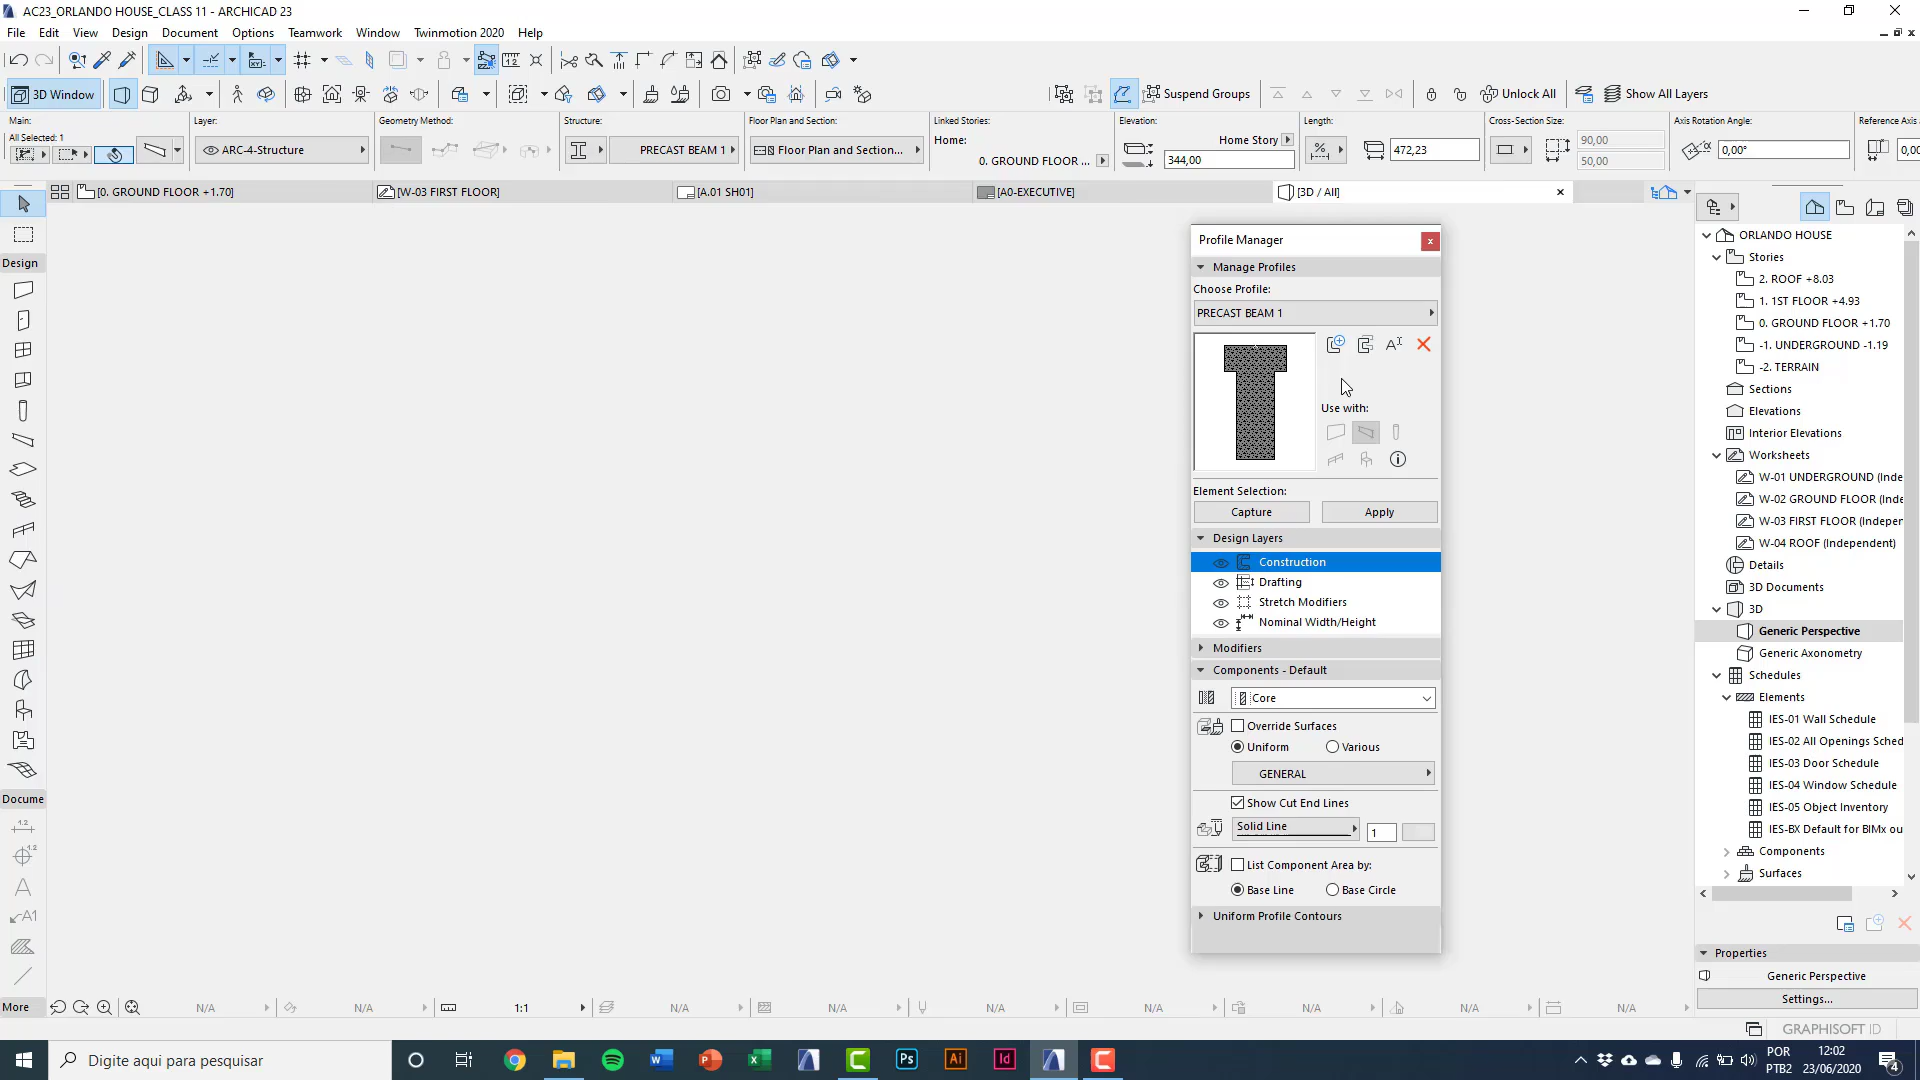 AC23_ORLANDO HOUSE_CLASS 11 - ARCHICAD 23
File Edit View Design Document Options Teamwork Window Twinmotion 2020 Help
3D Window Suspend Groups Unlock All Show All Layers
Main:
All Selected: 1
Layer:
ARC-4-Structure
Geometry Method:
Structure:
PRECAST BEAM 1
Floor Plan and Section:
Floor Plan and Section...
Linked Stories:
Home:
0. GROUND FLOOR ...
Elevation:
Home Story
344,00
Length:
472,23
Cross-Section Size:
90,00
50,00
Axis Rotation Angle:
0,00°
Reference Axis
0,00
[0. GROUND FLOOR +1.70] [W-03 FIRST FLOOR] [A.01 SH01] [A0-EXECUTIVE] [3D / All]
Design
Docume
More
Profile Manager
Manage Profiles
Choose Profile:
PRECAST BEAM 1
Use with:
Element Selection:
Capture Apply
Design Layers
Construction
Drafting
Stretch Modifiers
Nominal Width/Height
Modifiers
Components - Default
Core
Override Surfaces
Uniform Various
GENERAL
Show Cut End Lines
Solid Line 1
List Component Area by:
Base Line Base Circle
Uniform Profile Contours
ORLANDO HOUSE
Stories
2. ROOF +8.03
1. 1ST FLOOR +4.93
0. GROUND FLOOR +1.70
-1. UNDERGROUND -1.19
-2. TERRAIN
Sections
Elevations
Interior Elevations
Worksheets
W-01 UNDERGROUND (Inde
W-02 GROUND FLOOR (Inde
W-03 FIRST FLOOR (Indeper
W-04 ROOF (Independent)
Details
3D Documents
3D
Generic Perspective
Generic Axonometry
Schedules
Elements
IES-01 Wall Schedule
IES-02 All Openings Sched
IES-03 Door Schedule
IES-04 Window Schedule
IES-05 Object Inventory
IES-BX Default for BIMx ou
Components
Surfaces
Properties
Generic Perspective
Settings...
N/A N/A 1:1 N/A N/A N/A N/A N/A N/A N/A
GRAPHISOFT ID
Digite aqui para pesquisar
POR
PTB2
12:02
23/06/2020
4